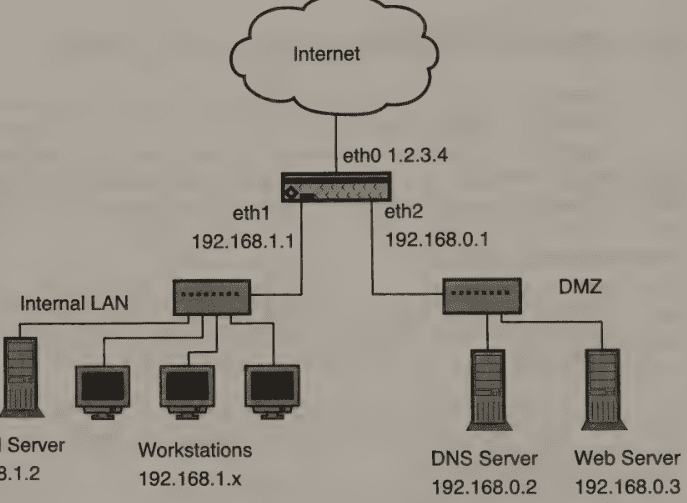 Internet
eth0 1.2.3.4
eth1
192.168.1.1
eth2
192.168.0.1
Internal LAN
DMZ
Server
8.1.2
Workstations
192.168.1.x
DNS Server
192.168.0.2
Web Server
192.168.0.3